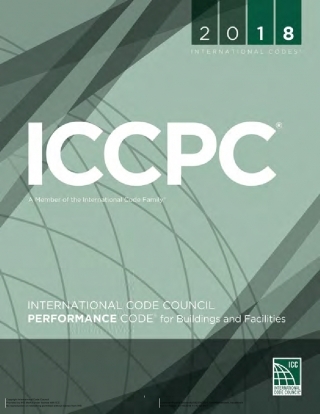 2018
INTERNATIONAL CODES®
ICCPC®
A Member of the International Code Family®
INTERNATIONAL CODE COUNCIL
PERFORMANCE CODE™ for Buildings and Facilities
ICC
INTERNATIONAL
CODE COUNCIL®